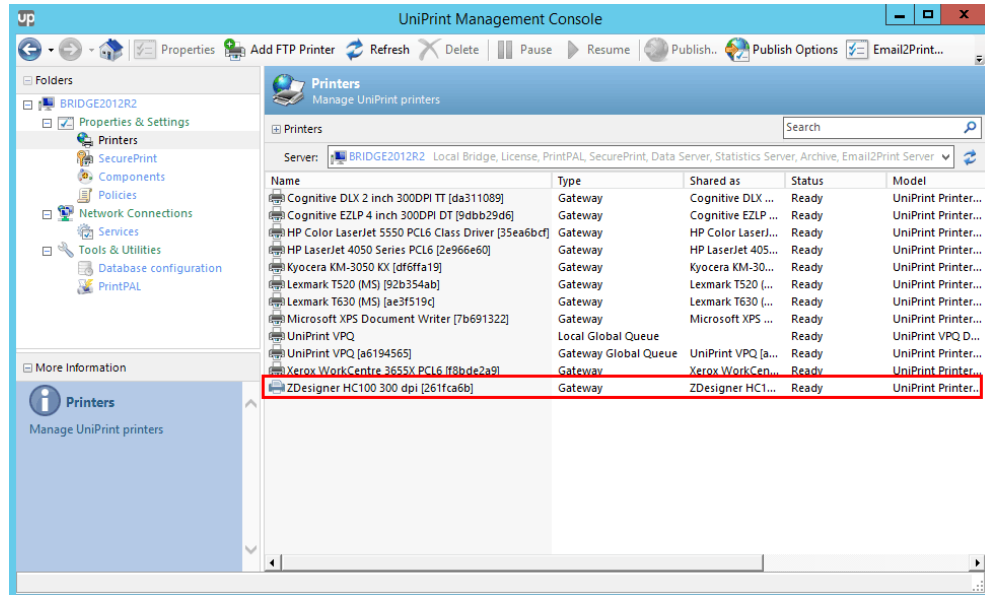 up UniPrint Management Console
Properties Add FTP Printer Refresh Delete Pause Resume Publish.. Publish Options Email2Print...
Folders
BRIDGE2012R2
Properties & Settings
Printers
SecurePrint
Components
Policies
Network Connections
Services
Tools & Utilities
Database configuration
PrintPAL
More Information
Printers
Manage UniPrint printers
Printers
Manage UniPrint printers
Printers Search
Server: BRIDGE2012R2 Local Bridge, License, PrintPAL, SecurePrint, Data Server, Statistics Server, Archive, Email2Print Server
Name Type Shared as Status Model
Cognitive DLX 2 inch 300DPI TT [da311089] Gateway Cognitive DLX ... Ready UniPrint Printer...
Cognitive EZLP 4 inch 300DPI DT [9dbb29d6] Gateway Cognitive EZLP ... Ready UniPrint Printer...
HP Color LaserJet 5550 PCL6 Class Driver [35ea6bcf] Gateway HP Color LaserJ... Ready UniPrint Printer...
HP LaserJet 4050 Series PCL6 [2e966e60] Gateway HP LaserJet 405... Ready UniPrint Printer...
Kyocera KM-3050 KX [df6ffa19] Gateway Kyocera KM-30... Ready UniPrint Printer...
Lexmark T520 (MS) [92b354ab] Gateway Lexmark T520 (... Ready UniPrint Printer...
Lexmark T630 (MS) [ae3f519c] Gateway Lexmark T630 (... Ready UniPrint Printer...
Microsoft XPS Document Writer [7b691322] Gateway Microsoft XPS ... Ready UniPrint Printer...
UniPrint VPQ Local Global Queue Ready UniPrint VPQ D...
UniPrint VPQ [a6194565] Gateway Global Queue UniPrint VPQ [a... Ready UniPrint Printer...
Xerox WorkCentre 3655X PCL6 [f8bde2a9] Gateway Xerox WorkCen... Ready UniPrint Printer...
ZDesigner HC100 300 dpi [261fca6b] Gateway ZDesigner HC1... Ready UniPrint Printer...